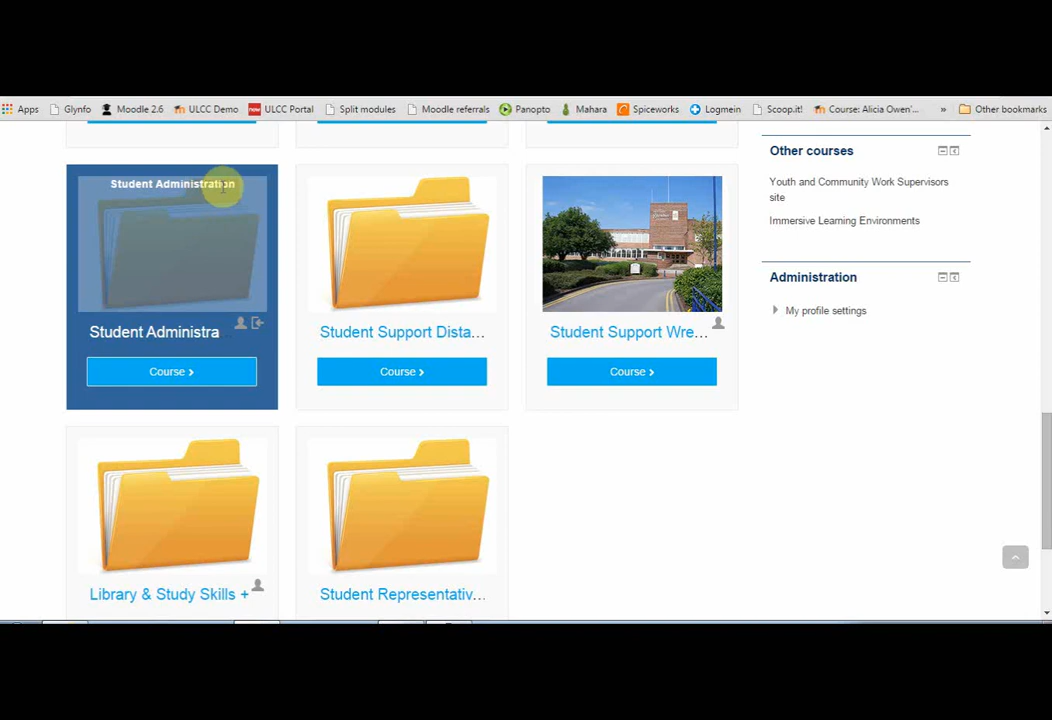 Apps Glynfo Moodle 2.6 ULCC Demo ULCC Portal Split modules Moodle referrals Panopto Mahara Spiceworks Logmein Scoop.it! Course: Alicia Owen'... » Other bookmarks
Student Administration
Student Administra
Course >
Student Support Dista...
Course >
Student Support Wre...
Course >
Library & Study Skills +
Student Representativ...
Other courses
Youth and Community Work Supervisors
site
Immersive Learning Environments
Administration
My profile settings